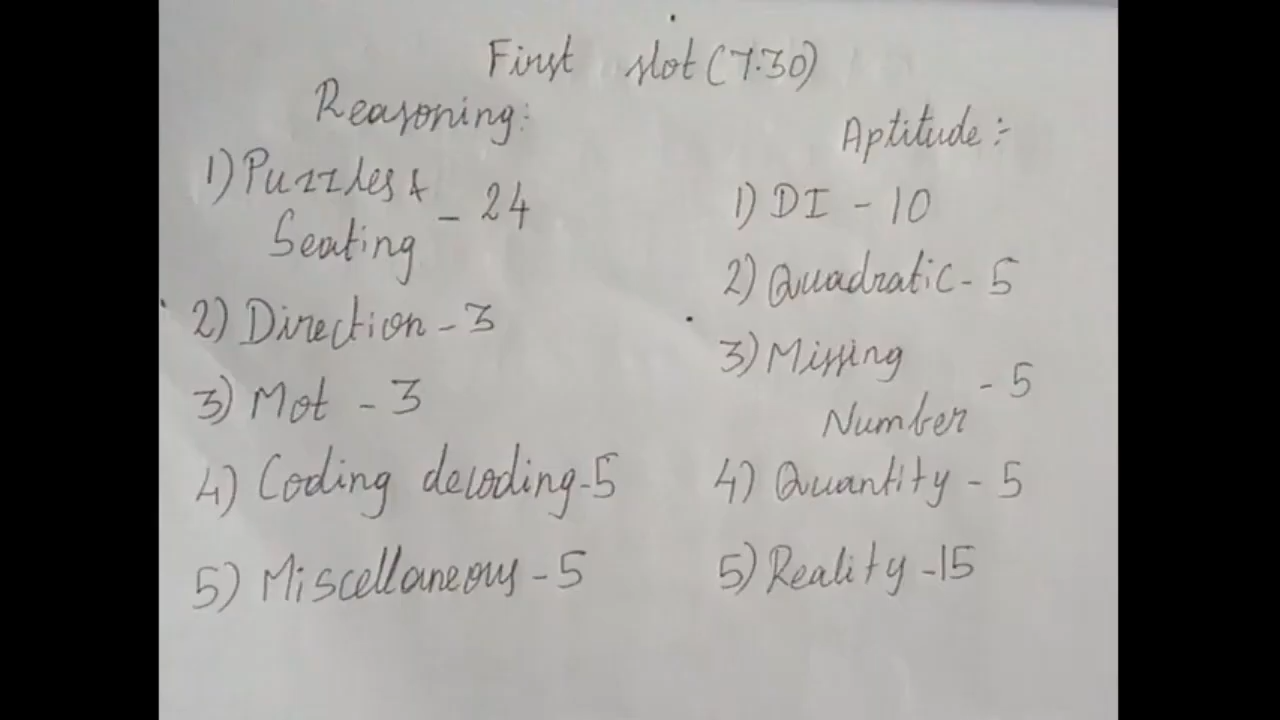 First slot (7.30)
Reasoning:
1) Puzzles &
Seating - 24
2) Direction - 3
3) Mot - 3
4) Coding decoding - 5
5) Miscellaneous - 5
Aptitude :-
1) DI - 10
2) Quadratic - 5
3) Missing
Number - 5
4) Quantity - 5
5) Reality - 15